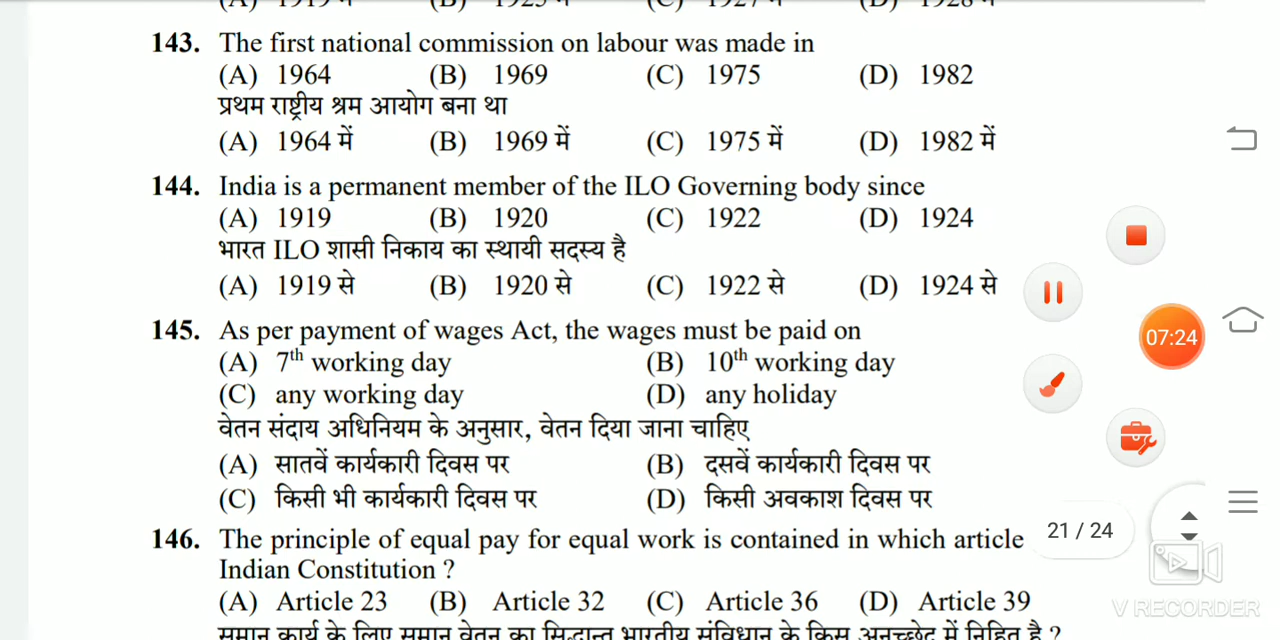 143. The first national commission on labour was made in
(A) 1964 (B) 1969 (C) 1975 (D) 1982
प्रथम राष्ट्रीय श्रम आयोग बना था
(A) 1964 में (B) 1969 में (C) 1975 में (D) 1982 में
144. India is a permanent member of the ILO Governing body since
(A) 1919 (B) 1920 (C) 1922 (D) 1924
भारत ILO शासी निकाय का स्थायी सदस्य है
(A) 1919 से (B) 1920 से (C) 1922 से (D) 1924 से
145. As per payment of wages Act, the wages must be paid on
(A) 7th working day (B) 10th working day
(C) any working day (D) any holiday
वेतन संदाय अधिनियम के अनुसार, वेतन दिया जाना चाहिए
(A) सातवें कार्यकारी दिवस पर (B) दसवें कार्यकारी दिवस पर
(C) किसी भी कार्यकारी दिवस पर (D) किसी अवकाश दिवस पर
146. The principle of equal pay for equal work is contained in which article
Indian Constitution ?
(A) Article 23 (B) Article 32 (C) Article 36 (D) Article 39
समान कार्य के लिए समान वेतन का सिद्धान्त भारतीय संविधान के किस अनुच्छेद में निहित है ?
07:24
21 / 24
V RECORDER